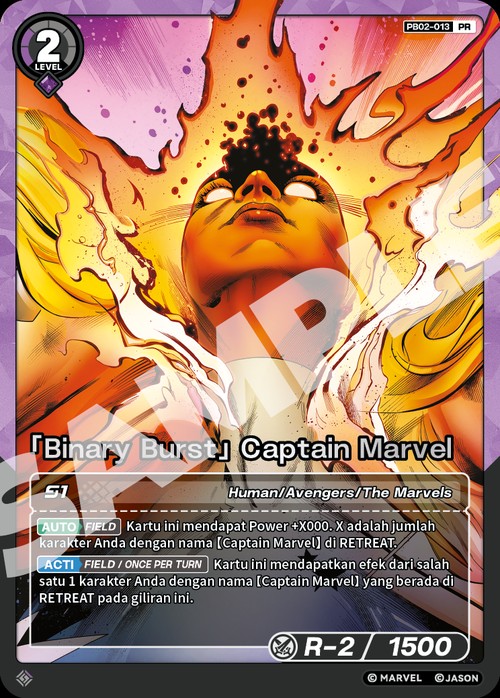 2
LEVEL
PB02-013 PR
SAMPLE
「Binary Burst」 Captain Marvel
S1
Human/Avengers/The Marvels
AUTO FIELD Kartu ini mendapat Power +X000. X adalah jumlah
karakter Anda dengan nama【Captain Marvel】di RETREAT.
ACTI FIELD / ONCE PER TURN Kartu ini mendapatkan efek dari salah
satu 1 karakter Anda dengan nama【Captain Marvel】yang berada di
RETREAT pada giliran ini.
R-2 / 1500
© MARVEL ©JASON